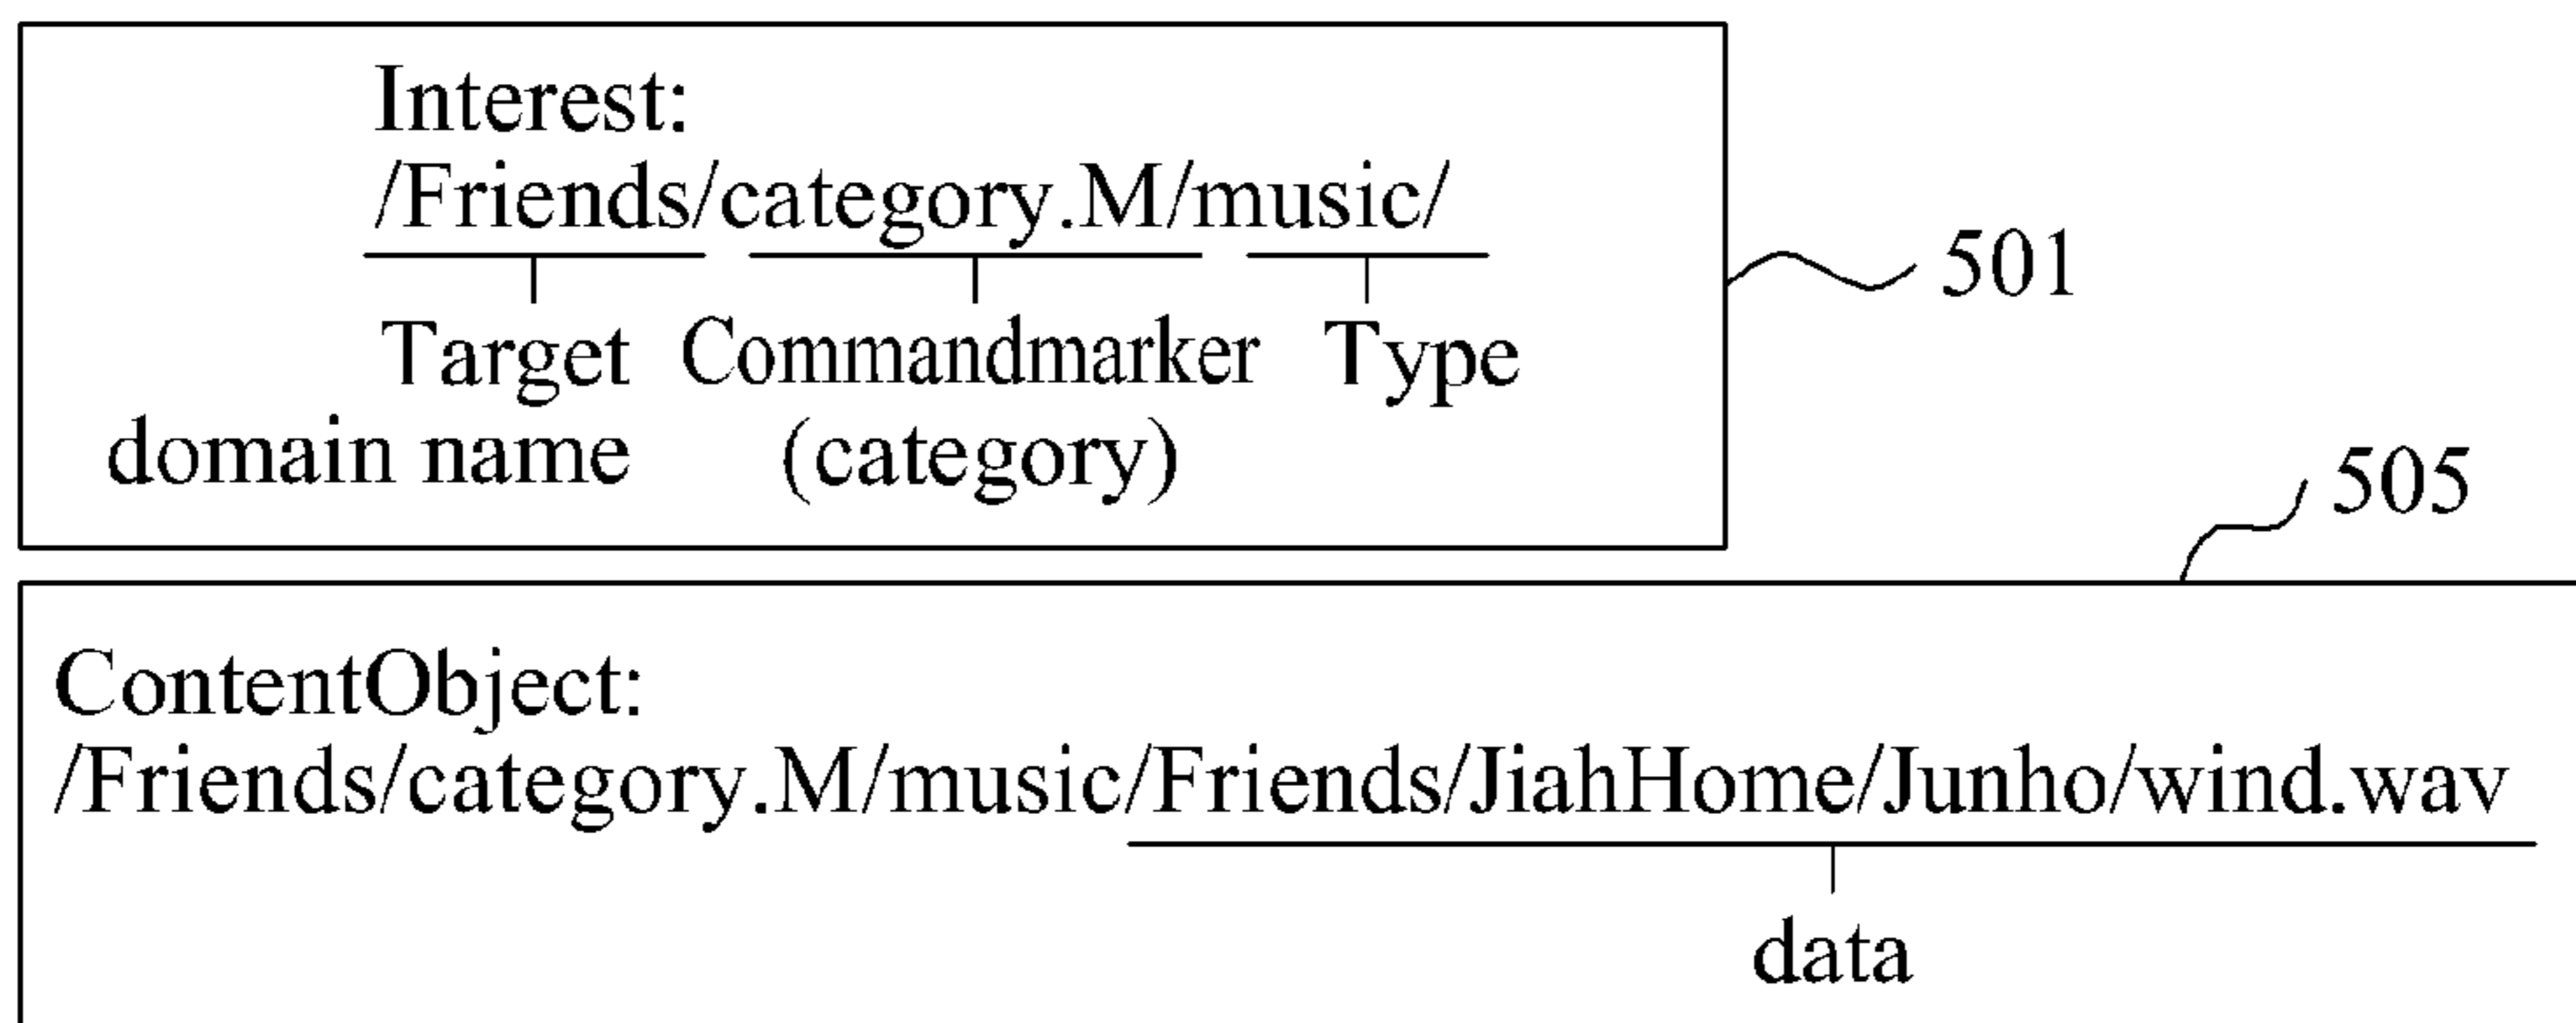 Interest:
/Friends/category.M/music/
Target Commandmarker Type
domain name (category)
501
505
ContentObject:
/Friends/category.M/music/Friends/JiahHome/Junho/wind.wav
data